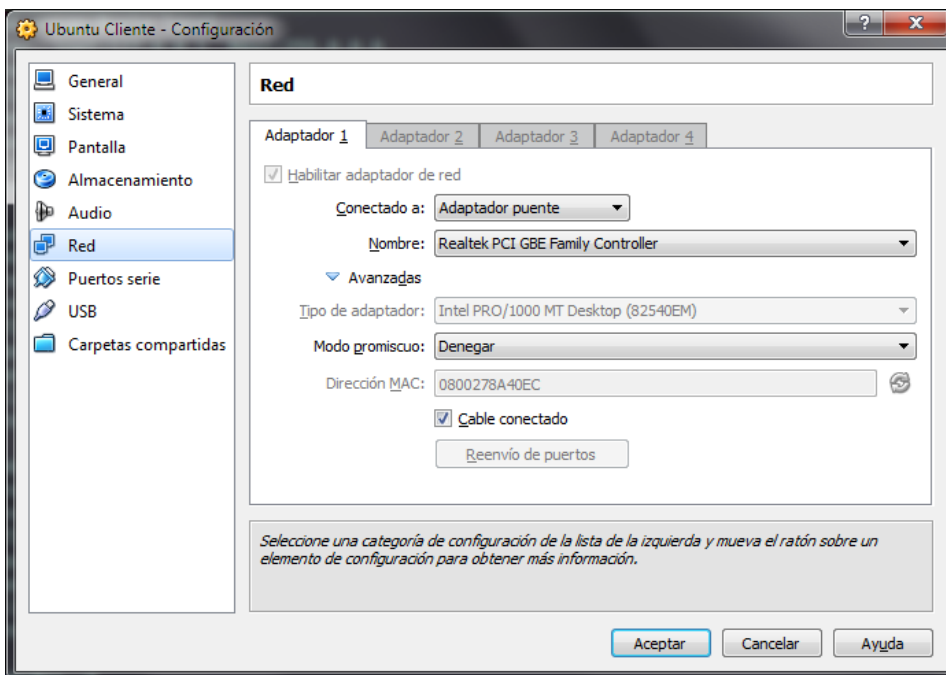 Ubuntu Cliente - Configuración
?
General
Sistema
Pantalla
Almacenamiento
Audio
Red
Puertos serie
USB
Carpetas compartidas
Red
Adaptador 1 Adaptador 2 Adaptador 3 Adaptador 4
Habilitar adaptador de red
Conectado a: Adaptador puente
Nombre: Realtek PCI GBE Family Controller
Avanzadas
Tipo de adaptador: Intel PRO/1000 MT Desktop (82540EM)
Modo promiscuo: Denegar
Dirección MAC: 0800278A40EC
Cable conectado
Reenvío de puertos
Seleccione una categoría de configuración de la lista de la izquierda y mueva el ratón sobre un
elemento de configuración para obtener más información.
Aceptar Cancelar Ayuda